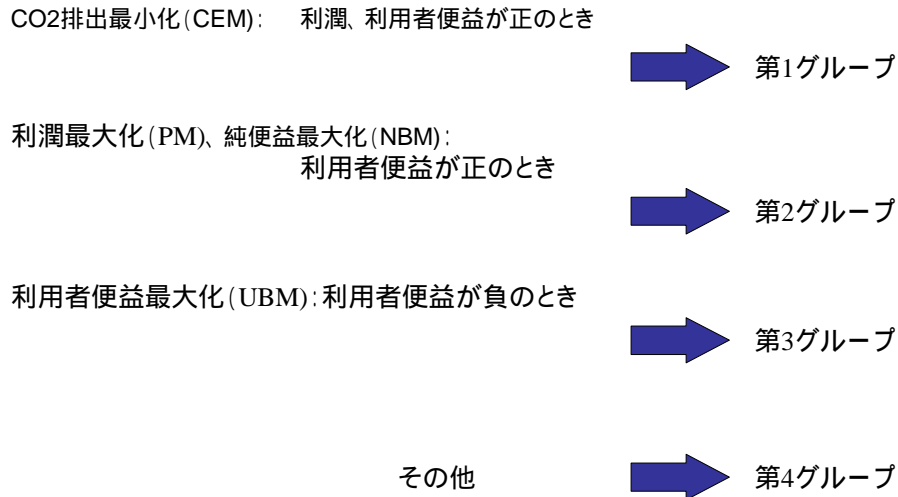 CO2排出最小化(CEM): 利潤、利用者便益が正のとき
第1グループ
利潤最大化(PM)、純便益最大化(NBM):
利用者便益が正のとき
第2グループ
利用者便益最大化(UBM):利用者便益が負のとき
第3グループ
その他
第4グループ